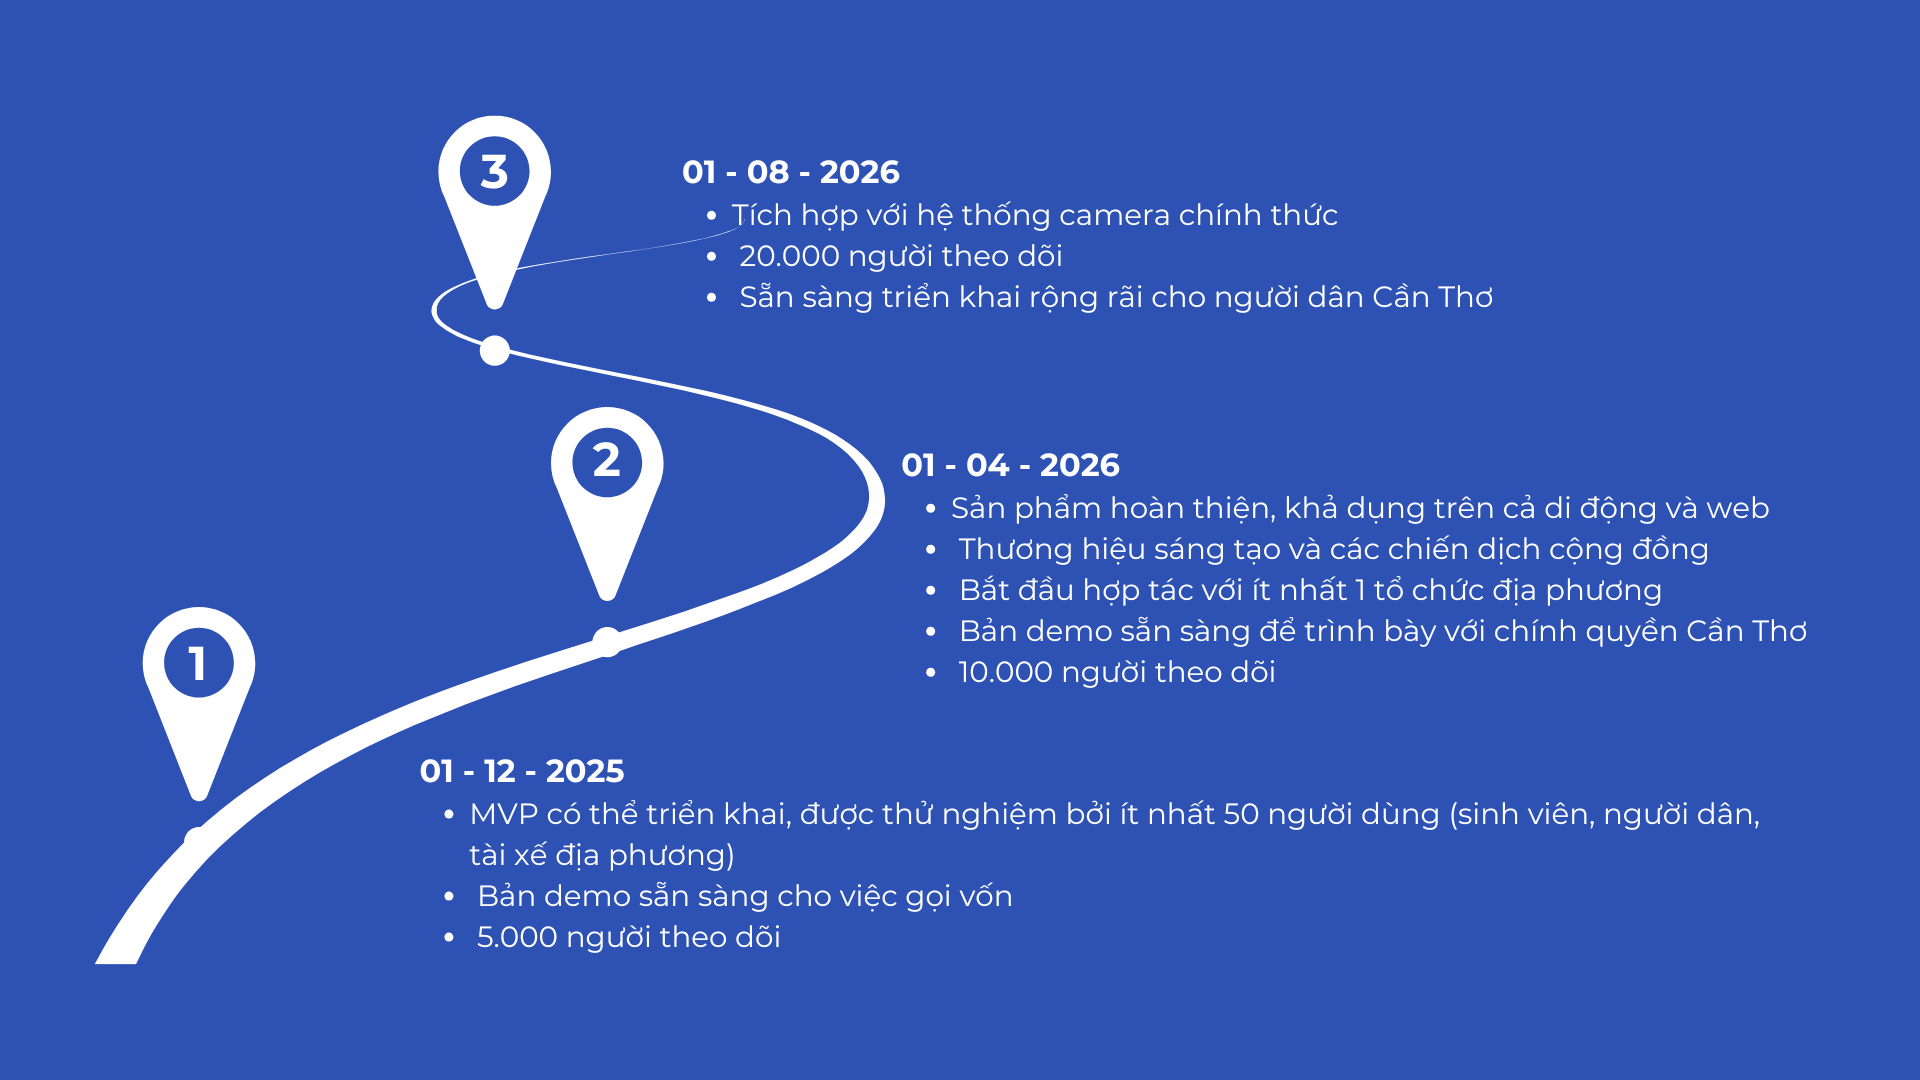 3
01 - 08 - 2026
• Tích hợp với hệ thống camera chính thức
• 20.000 người theo dõi
• Sẵn sàng triển khai rộng rãi cho người dân Cần Thơ
2
01 - 04 - 2026
• Sản phẩm hoàn thiện, khả dụng trên cả di động và web
• Thương hiệu sáng tạo và các chiến dịch cộng đồng
• Bắt đầu hợp tác với ít nhất 1 tổ chức địa phương
• Bản demo sẵn sàng để trình bày với chính quyền Cần Thơ
• 10.000 người theo dõi
1
01 - 12 - 2025
• MVP có thể triển khai, được thử nghiệm bởi ít nhất 50 người dùng (sinh viên, người dân,
tài xế địa phương)
• Bản demo sẵn sàng cho việc gọi vốn
• 5.000 người theo dõi